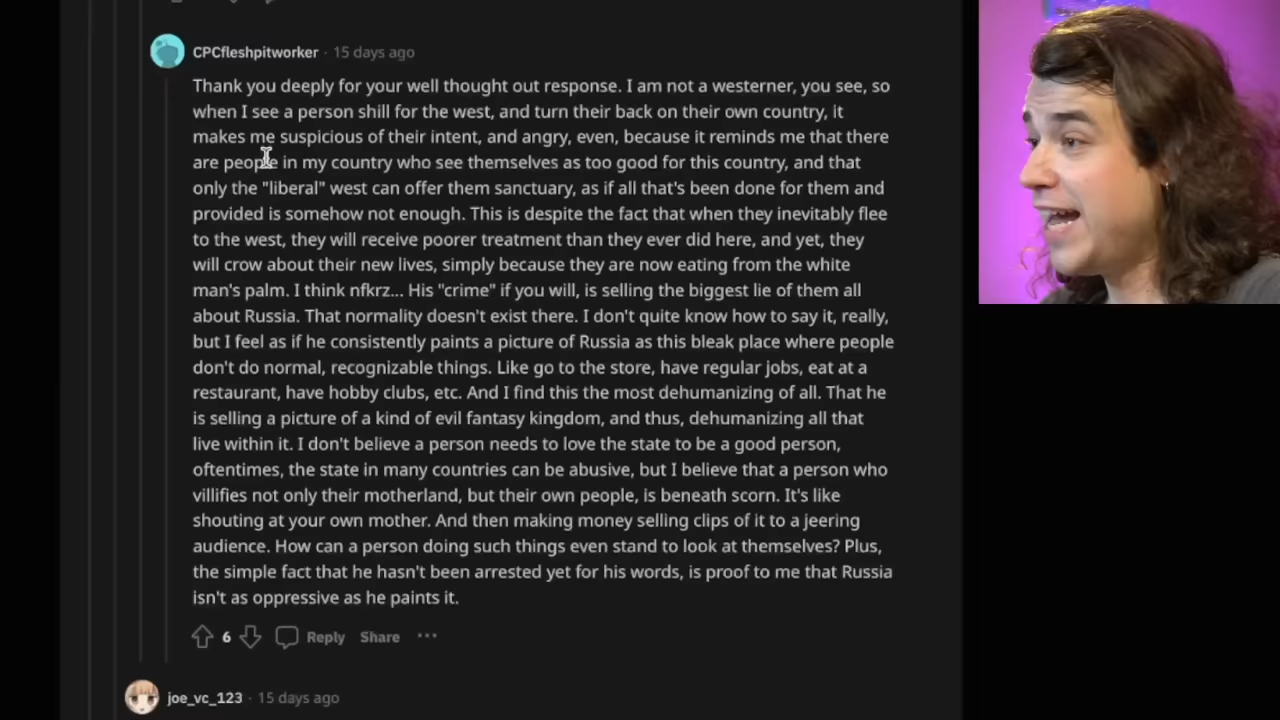 CPCfleshpitworker · 15 days ago
Thank you deeply for your well thought out response. I am not a westerner, you see, so
when I see a person shill for the west, and turn their back on their own country, it
makes me suspicious of their intent, and angry, even, because it reminds me that there
are people in my country who see themselves as too good for this country, and that
only the "liberal" west can offer them sanctuary, as if all that's been done for them and
provided is somehow not enough. This is despite the fact that when they inevitably flee
to the west, they will receive poorer treatment than they ever did here, and yet, they
will crow about their new lives, simply because they are now eating from the white
man's palm. I think nfkrz... His "crime" if you will, is selling the biggest lie of them all
about Russia. That normality doesn't exist there. I don't quite know how to say it, really,
but I feel as if he consistently paints a picture of Russia as this bleak place where people
don't do normal, recognizable things. Like go to the store, have regular jobs, eat at a
restaurant, have hobby clubs, etc. And I find this the most dehumanizing of all. That he
is selling a picture of a kind of evil fantasy kingdom, and thus, dehumanizing all that
live within it. I don't believe a person needs to love the state to be a good person,
oftentimes, the state in many countries can be abusive, but I believe that a person who
villifies not only their motherland, but their own people, is beneath scorn. It's like
shouting at your own mother. And then making money selling clips of it to a jeering
audience. How can a person doing such things even stand to look at themselves? Plus,
the simple fact that he hasn't been arrested yet for his words, is proof to me that Russia
isn't as oppressive as he paints it.
6 Reply Share ···
joe_vc_123 · 15 days ago